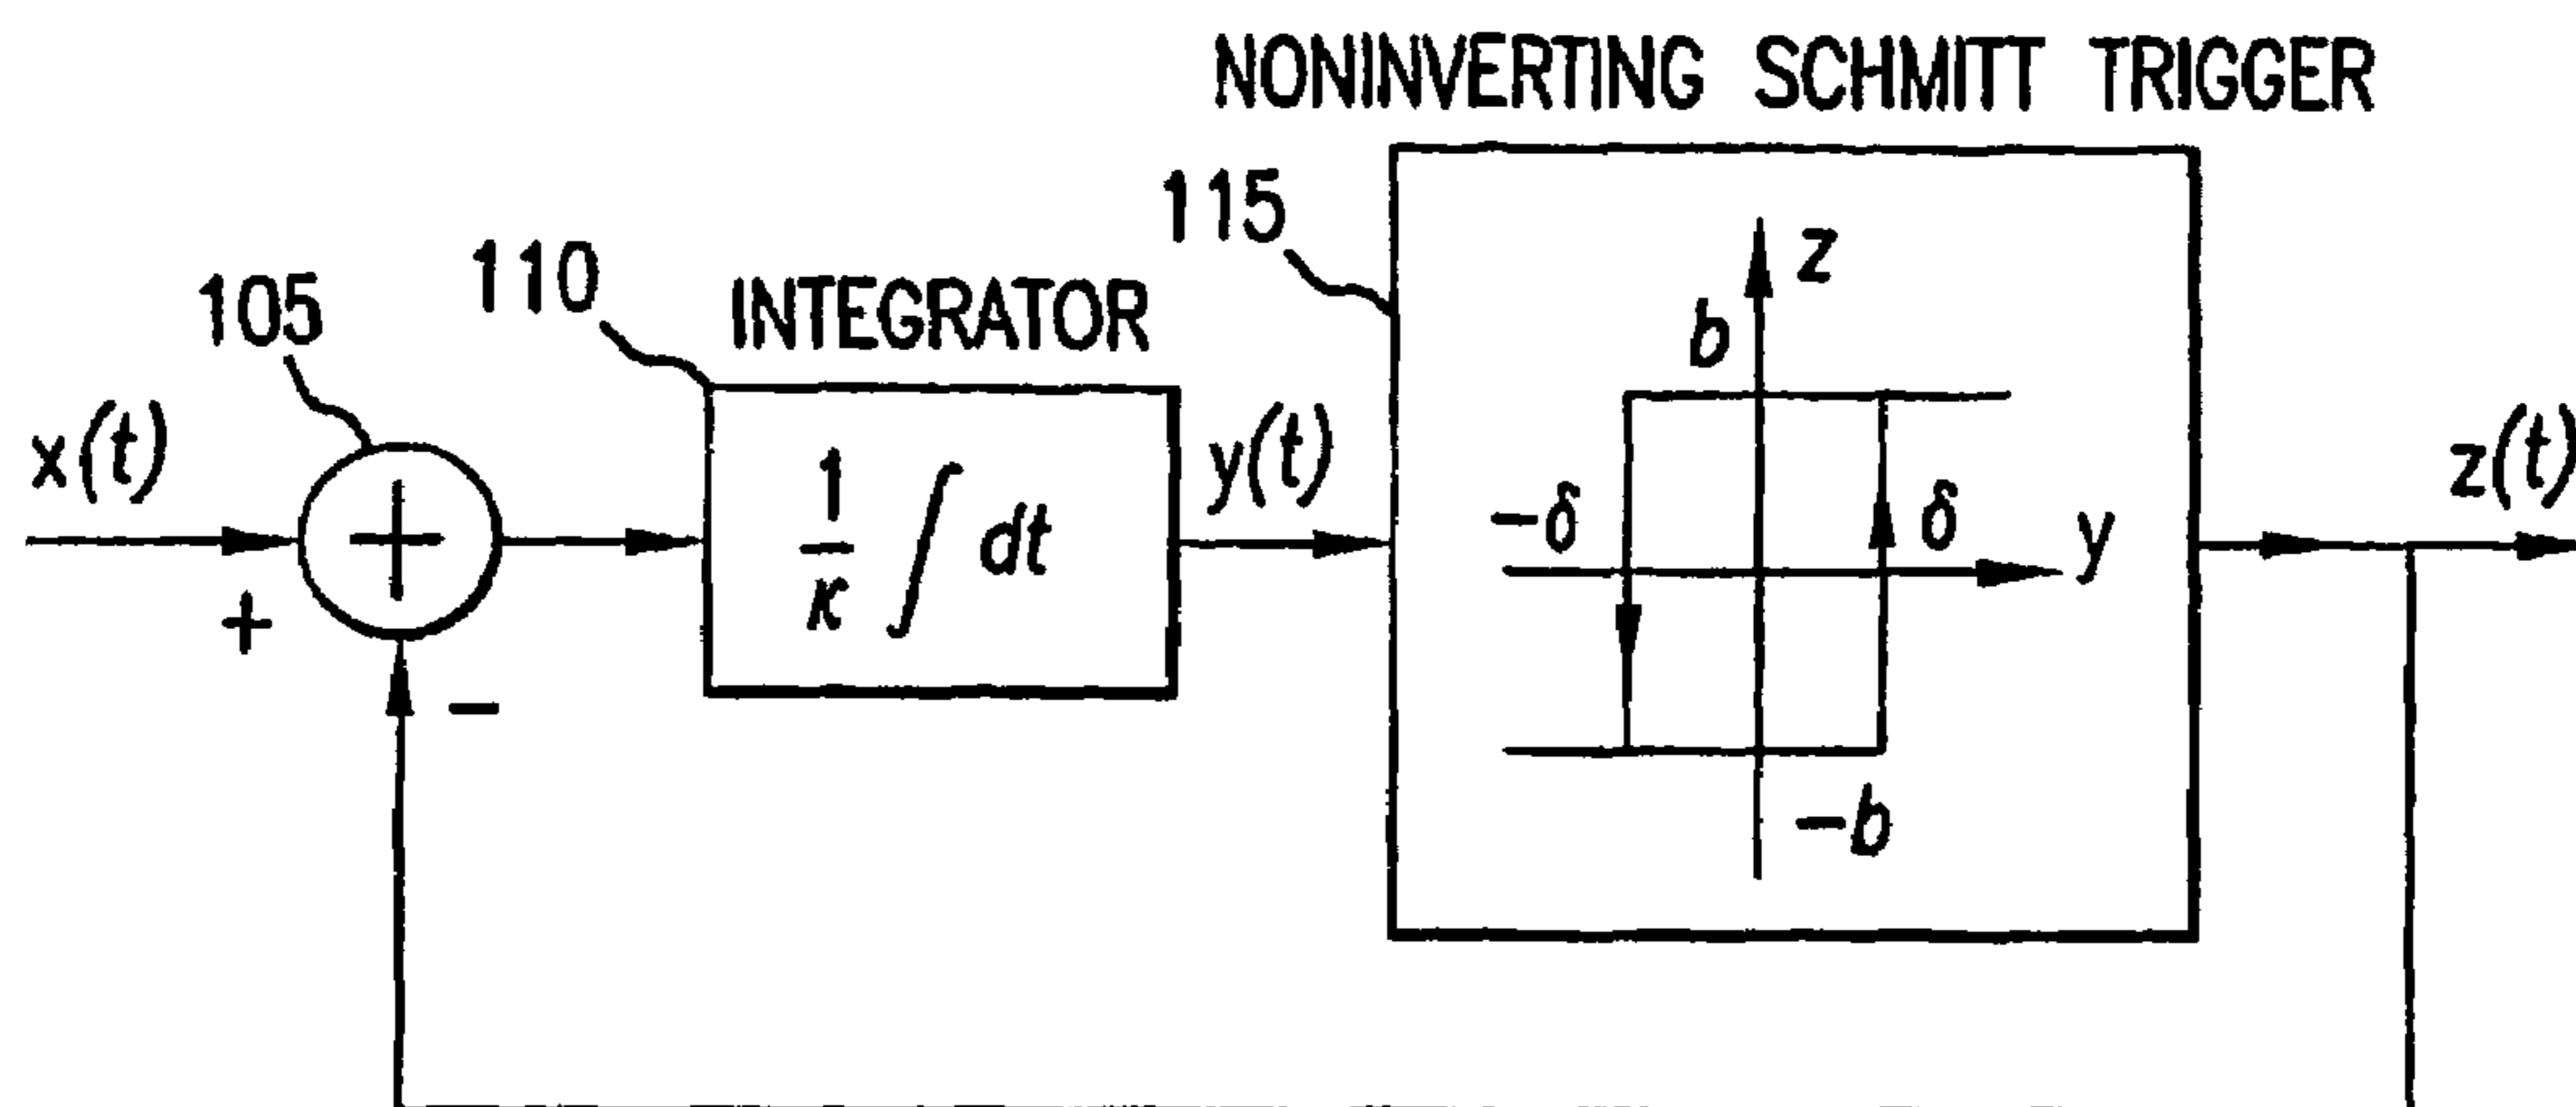 NONINVERTING SCHMITT TRIGGER
115
110
105
INTEGRATOR
z
b
x(t)
y(t)
z(t)
1/κ ∫ dt
-δ
δ
y
+
+
-
-b